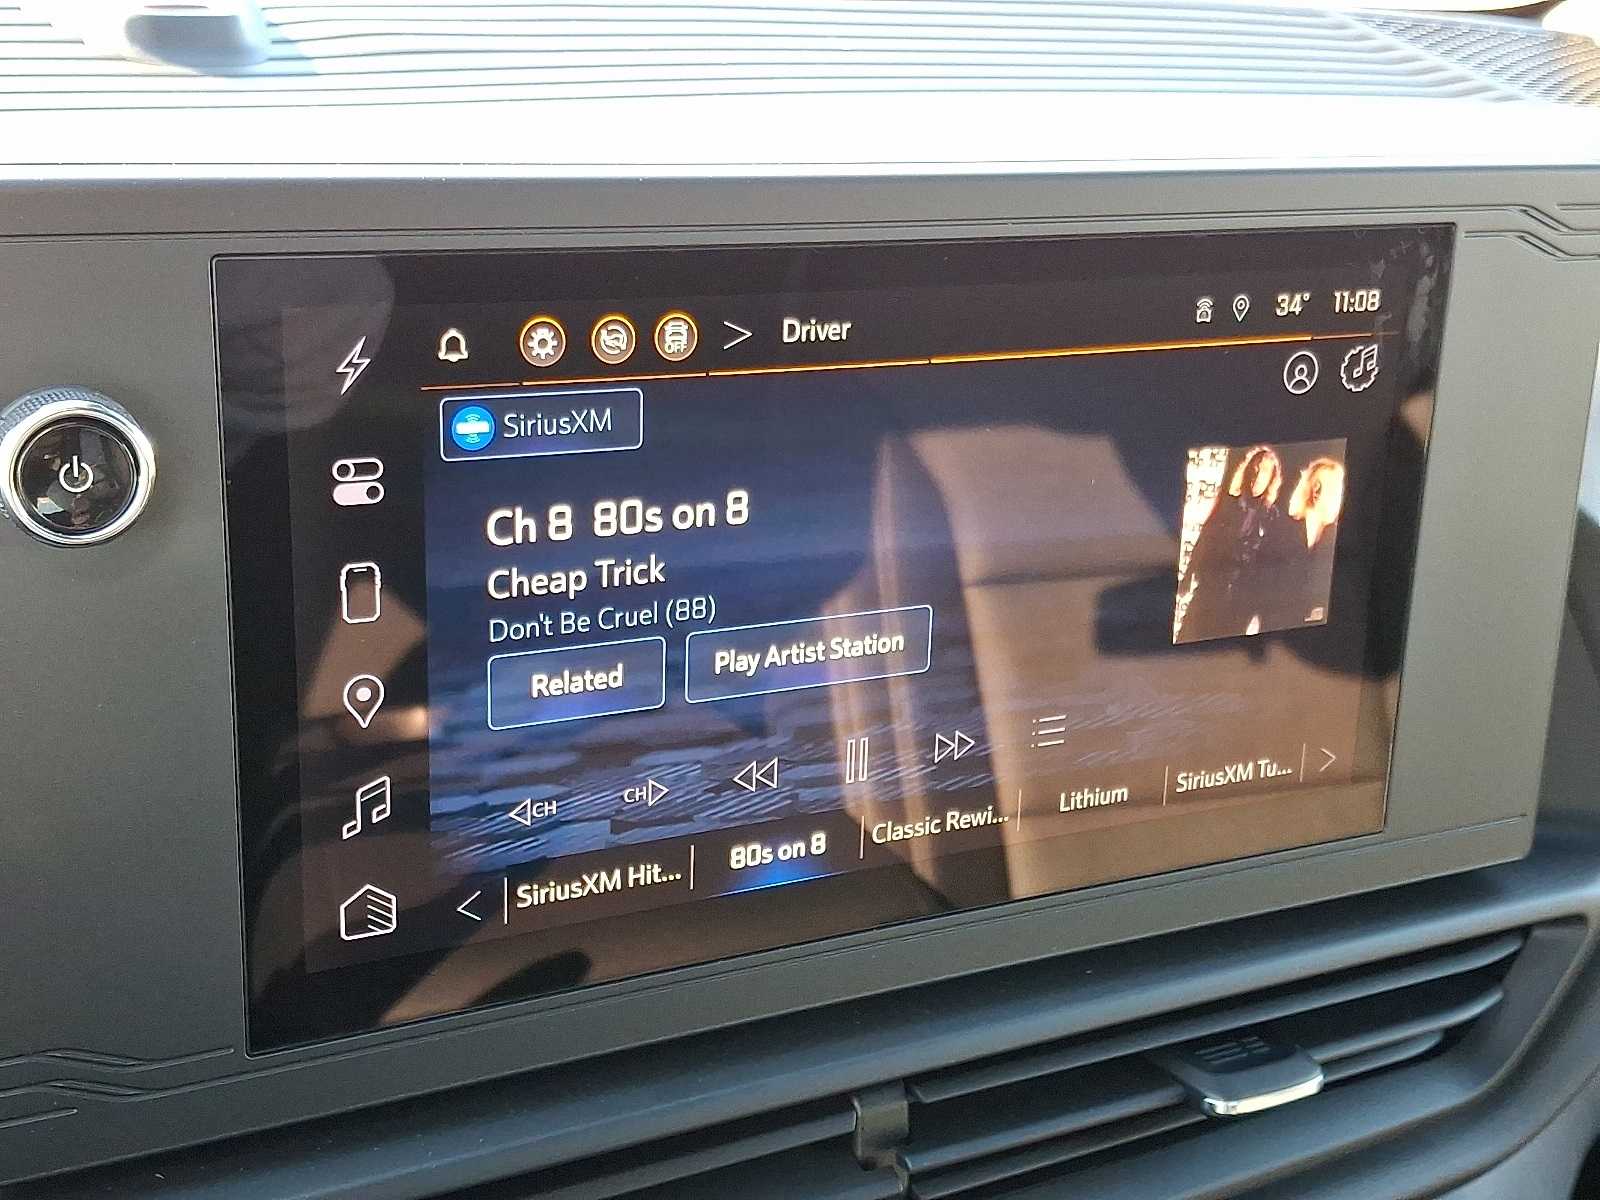 34° 11:08
OFF Driver
SiriusXM
Ch 8 80s on 8
Cheap Trick
Don't Be Cruel (88)
Related Play Artist Station
CH CH
SiriusXM Hit... 80s on 8 Classic Rewi... Lithium SiriusXM Tu...